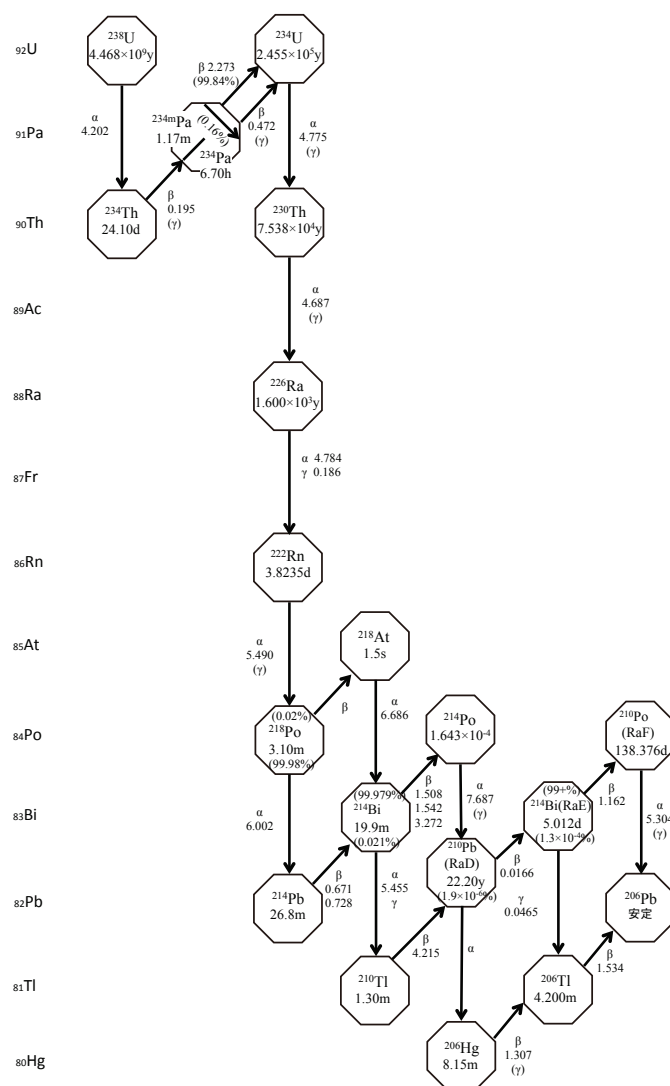 ₉₂U
²³⁸U
4.468×10⁹y
²³⁴U
2.455×10⁵y
β 2.273
(99.84%)
α
4.202
₉₁Pa
²³⁴ᵐPa
1.17m
(0.16%)
²³⁴Pa
6.70h
β
0.472
(γ)
α
4.775
(γ)
₉₀Th
²³⁴Th
24.10d
β
0.195
(γ)
²³⁰Th
7.538×10⁴y
₈₉Ac
α
4.687
(γ)
₈₈Ra
²²⁶Ra
1.600×10³y
₈₇Fr
α 4.784
γ 0.186
₈₆Rn
²²²Rn
3.8235d
₈₅At
α
5.490
(γ)
²¹⁸At
1.5s
₈₄Po
(0.02%)
²¹⁸Po
3.10m
(99.98%)
β
α
6.686
²¹⁴Po
1.643×10⁻⁴
²¹⁰Po
(RaF)
138.376d
₈₃Bi
α
6.002
(99.979%)
²¹⁴Bi
19.9m
(0.021%)
β
1.508
1.542
3.272
α
7.687
(γ)
(99+%)
²¹⁴Bi(RaE)
5.012d
(1.3×10⁻⁴%)
β
1.162
α
5.304
(γ)
₈₂Pb
²¹⁴Pb
26.8m
β
0.671
0.728
α
5.455
γ
²¹⁰Pb
(RaD)
22.20y
(1.9×10⁻⁶%)
β
0.0166
γ
0.0465
²⁰⁶Pb
安定
₈₁Tl
²¹⁰Tl
1.30m
β
4.215
α
²⁰⁶Tl
4.200m
β
1.534
₈₀Hg
²⁰⁶Hg
8.15m
β
1.307
(γ)